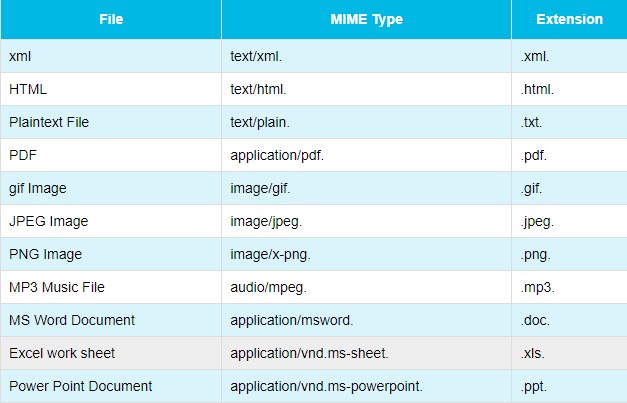 File MIME Type Extension
xml text/xml. .xml.
HTML text/html. .html.
Plaintext File text/plain. .txt.
PDF application/pdf. .pdf.
gif Image image/gif. .gif.
JPEG Image image/jpeg. .jpeg.
PNG Image image/x-png. .png.
MP3 Music File audio/mpeg. .mp3.
MS Word Document application/msword. .doc.
Excel work sheet application/vnd.ms-sheet. .xls.
Power Point Document application/vnd.ms-powerpoint. .ppt.